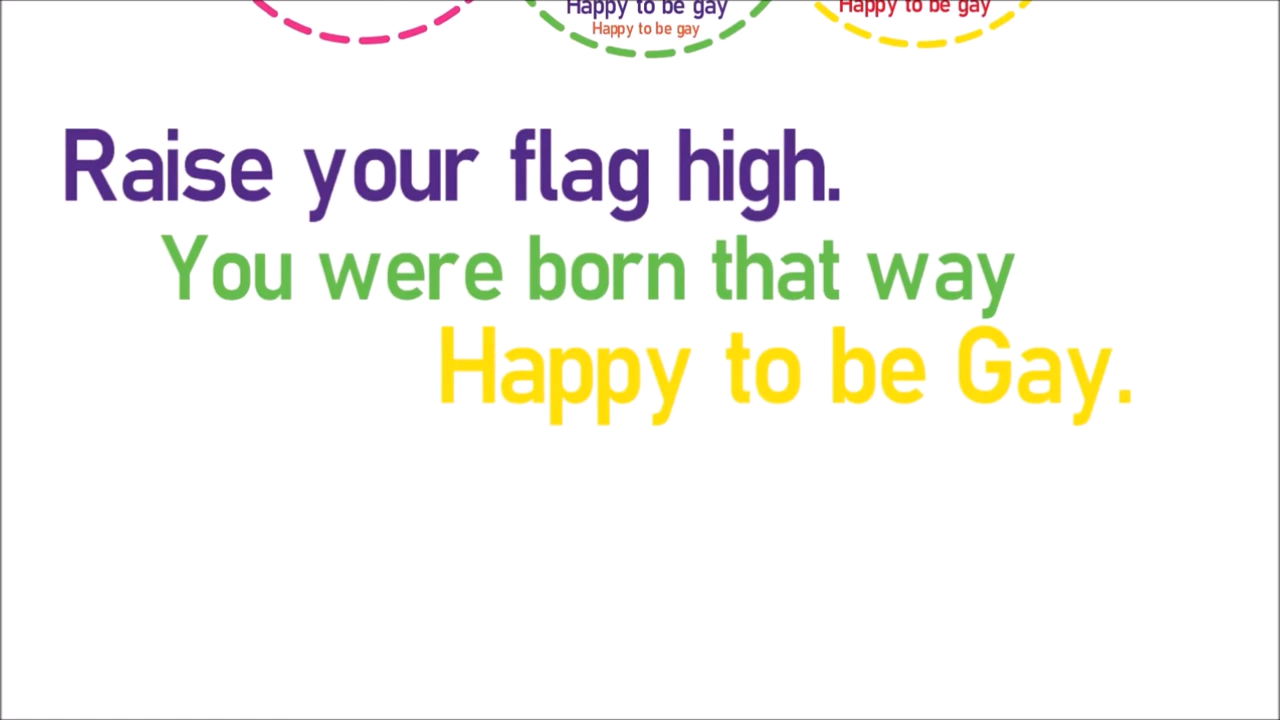 Happy to be gay
Happy to be gay
Happy to be gay
Raise your flag high.
You were born that way
Happy to be Gay.